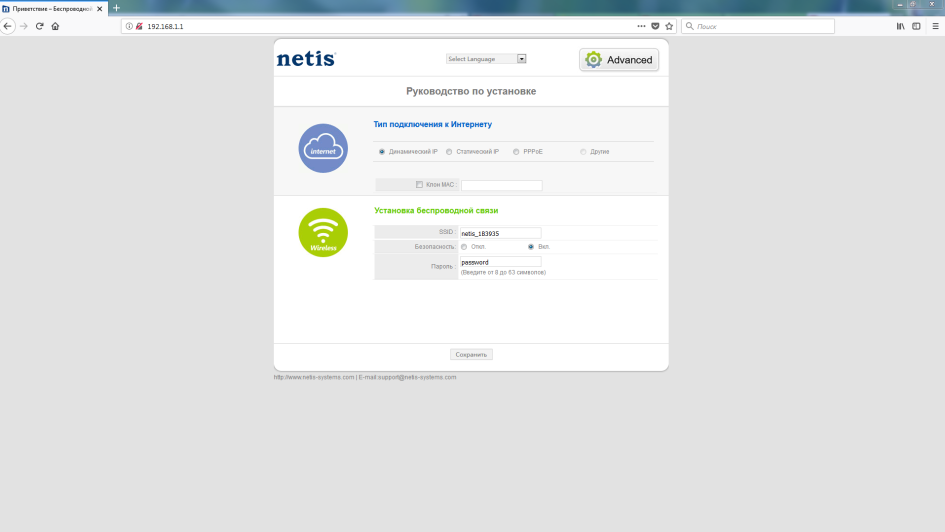 Приветствие – Беспроводной
192.168.1.1
Поиск
netis
Select Language
Advanced
Руководство по установке
internet
Тип подключения к Интернету
Динамический IP Статический IP PPPoE Другие
Клон MAC :
Wireless
Установка беспроводной связи
SSID : netis_1B3935
Безопасность: Откл. Вкл.
Пароль : password
(Введите от 8 до 63 символов)
Сохранить
http://www.netis-systems.com | E-mail:support@netis-systems.com